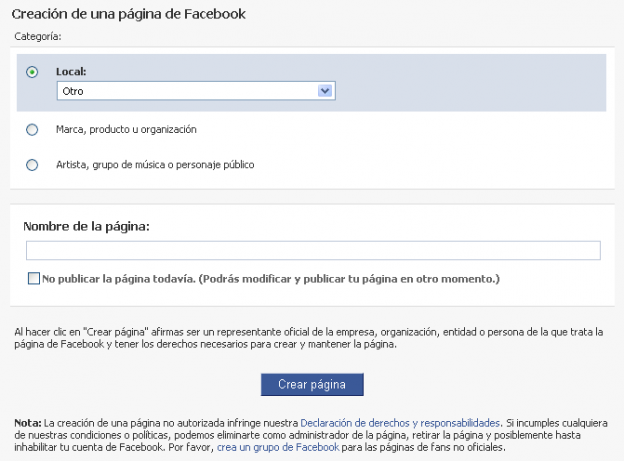 Creación de una página de Facebook
Categoría:
Local:
Otro
Marca, producto u organización
Artista, grupo de música o personaje público
Nombre de la página:
No publicar la página todavía. (Podrás modificar y publicar tu página en otro momento.)
Al hacer clic en "Crear página" afirmas ser un representante oficial de la empresa, organización, entidad o persona de la que trata la
página de Facebook y tener los derechos necesarios para crear y mantener la página.
Crear página
Nota: La creación de una página no autorizada infringe nuestra Declaración de derechos y responsabilidades. Si incumples cualquiera
de nuestras condiciones o políticas, podemos eliminarte como administrador de la página, retirar la página y posiblemente hasta
inhabilitar tu cuenta de Facebook. Por favor, crea un grupo de Facebook para las páginas de fans no oficiales.